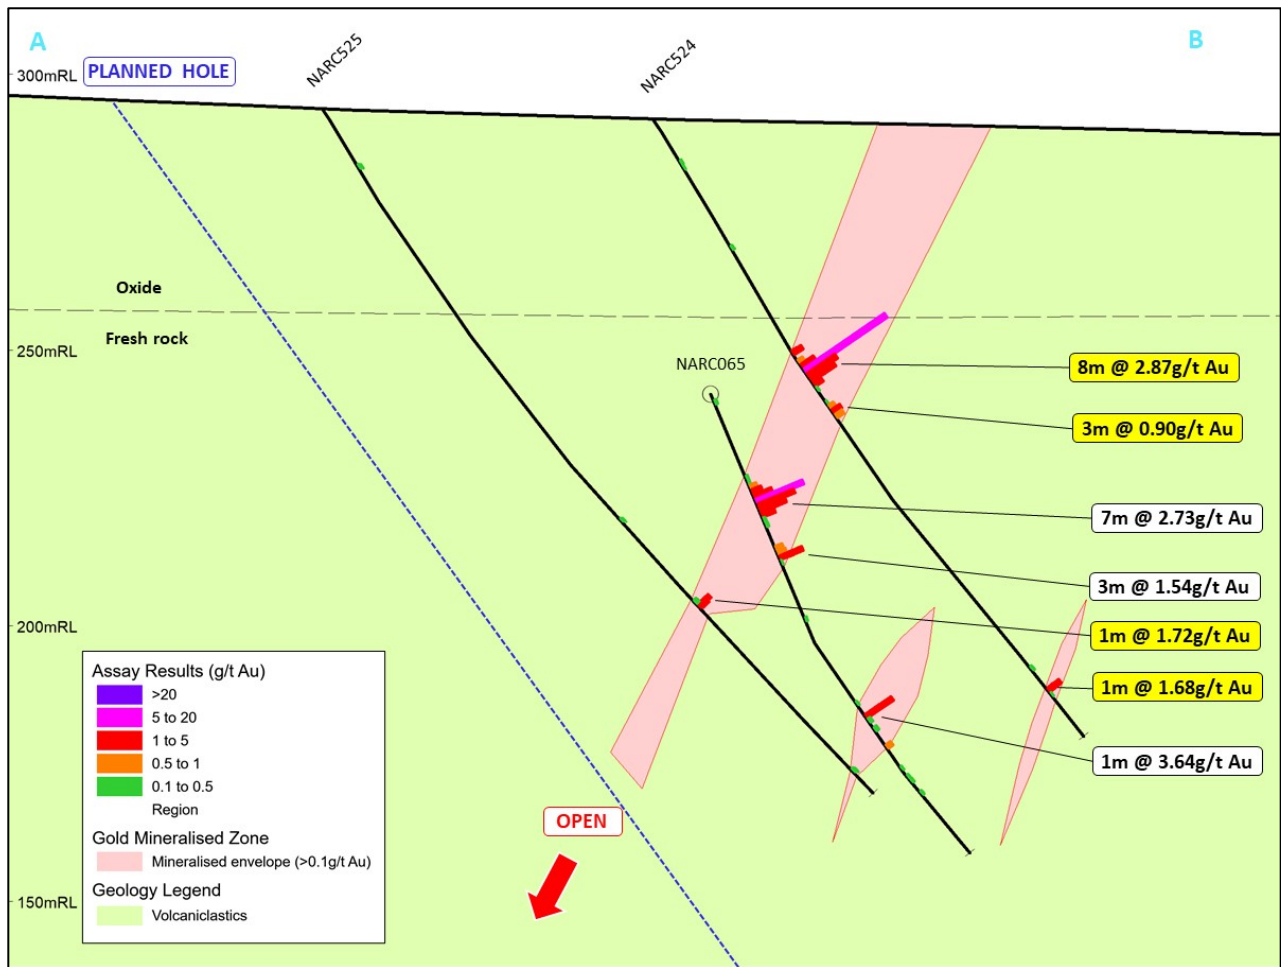 A
B
NARC525
NARC524
300mRL
PLANNED HOLE
Oxide
Fresh rock
250mRL
NARC065
8m @ 2.87g/t Au
3m @ 0.90g/t Au
7m @ 2.73g/t Au
3m @ 1.54g/t Au
200mRL
1m @ 1.72g/t Au
1m @ 1.68g/t Au
1m @ 3.64g/t Au
Assay Results (g/t Au)
>20
5 to 20
1 to 5
0.5 to 1
0.1 to 0.5
Region
Gold Mineralised Zone
Mineralised envelope (>0.1g/t Au)
Geology Legend
Volcaniclastics
OPEN
150mRL